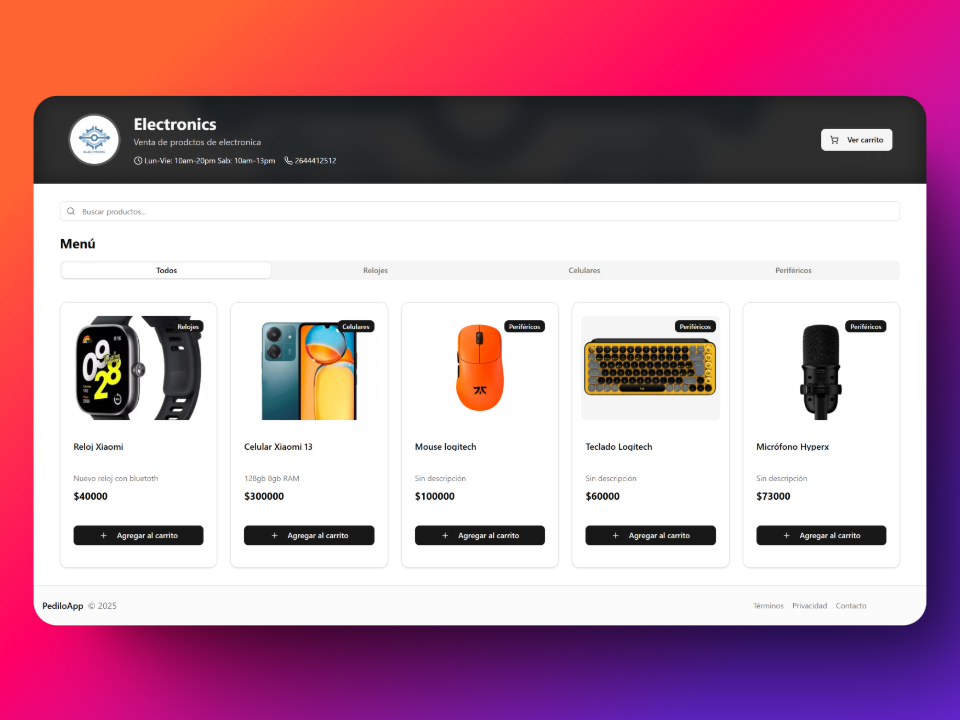 Electronics
Venta de prodctos de electronica
Lun-Vie: 10am-20pm Sab: 10am-13pm 2644412512
Ver carrito
Buscar productos...
Menú
Todos Relojes Celulares Periféricos
Relojes Celulares Periféricos Periféricos Periféricos
Reloj Xiaomi Celular Xiaomi 13 Mouse logitech Teclado Logitech Micrófono Hyperx
Nuevo reloj con bluetoth 128gb 8gb RAM Sin descripción Sin descripción Sin descripción
$40000 $300000 $100000 $60000 $73000
Agregar al carrito Agregar al carrito Agregar al carrito Agregar al carrito Agregar al carrito
PediloApp © 2025 Términos Privacidad Contacto